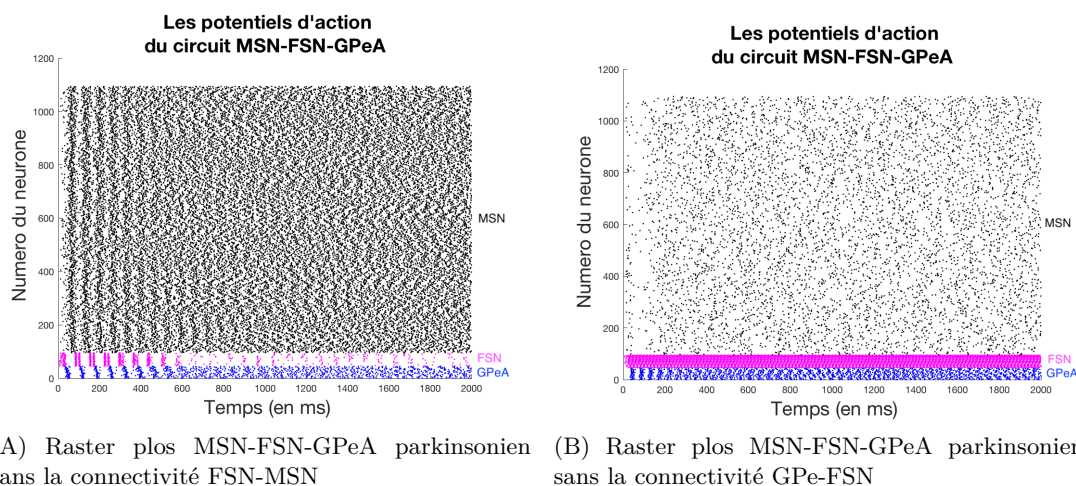 Les potentiels d'action
du circuit MSN-FSN-GPeA
1200
1000
800
600
400
200
0
Numero du neurone
MSN
FSN
GPeA
0 200 400 600 800 1000 1200 1400 1600 1800 2000
Temps (en ms)
A) Raster plos MSN-FSN-GPeA parkinsonien
ans la connectivité FSN-MSN
Les potentiels d'action
du circuit MSN-FSN-GPeA
1200
1000
800
600
400
200
0
Numero du neurone
MSN
FSN
GPeA
0 200 400 600 800 1000 1200 1400 1600 1800 2000
Temps (en ms)
(B) Raster plos MSN-FSN-GPeA parkinsonien
sans la connectivité GPe-FSN